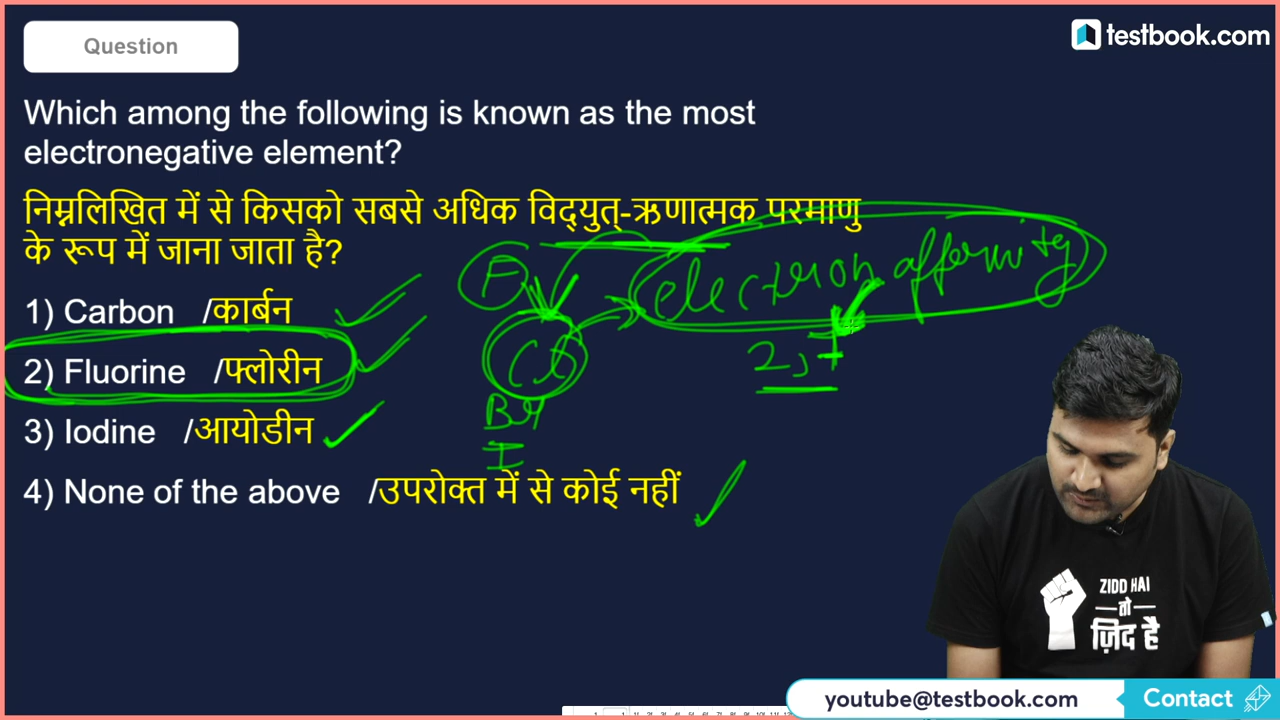 Question
testbook.com
Which among the following is known as the most
electronegative element?
निम्नलिखित में से किसको सबसे अधिक विद्युत्-ऋणात्मक परमाणु
के रूप में जाना जाता है?
F
electron affinity
1) Carbon /कार्बन
2) Fluorine /फ्लोरीन
Cl
2,7
Br
3) Iodine /आयोडीन
I
4) None of the above /उपरोक्त में से कोई नहीं
ZIDD HAI
तो
ज़िद है
youtube@testbook.com
Contact